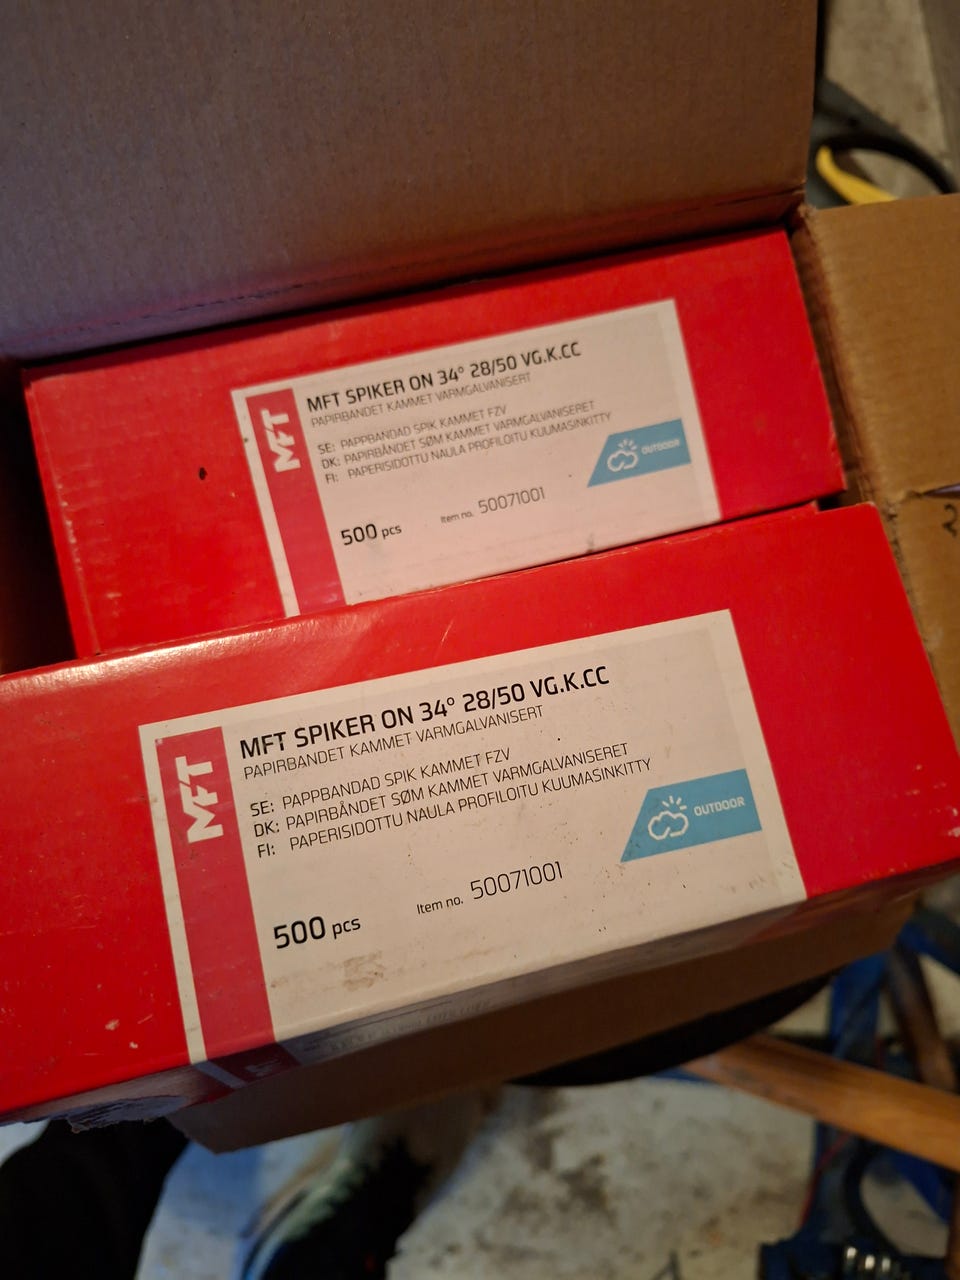 MFT
MFT SPIKER ON 34° 28/50 VG.K.CC
PAPIRBANDET KAMMET VARMGALVANISERT
SE: PAPPBANDAD SPIK KAMMET FZV
DK: PAPIRBÅNDET SØM KAMMET VARMGALVANISERET
FI: PAPERISIDOTTU NAULA PROFILOITU KUUMASINKITTY
OUTDOOR
500 pcs
Item no. 50071001
2
MFT
MFT SPIKER ON 34° 28/50 VG.K.CC
PAPIRBANDET KAMMET VARMGALVANISERT
SE: PAPPBANDAD SPIK KAMMET FZV
DK: PAPIRBÅNDET SØM KAMMET VARMGALVANISERET
FI: PAPERISIDOTTU NAULA PROFILOITU KUUMASINKITTY
OUTDOOR
500 pcs
Item no. 50071001